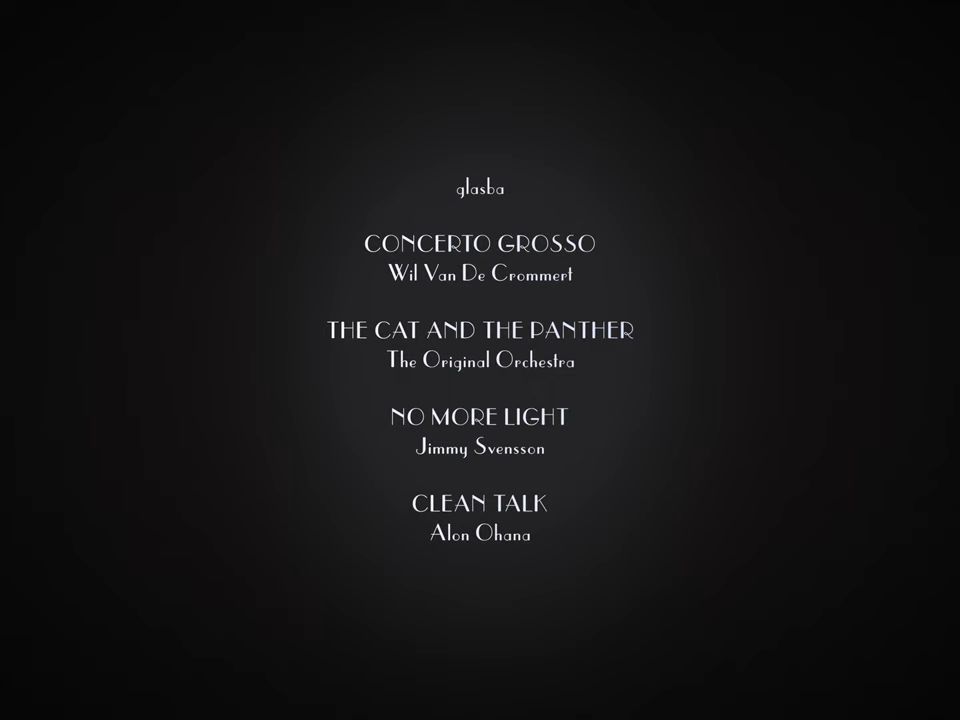 glasba
CONCERTO GROSSO
Wil Van De Crommert
THE CAT AND THE PANTHER
The Original Orchestra
NO MORE LIGHT
Jimmy Svensson
CLEAN TALK
Alon Ohana